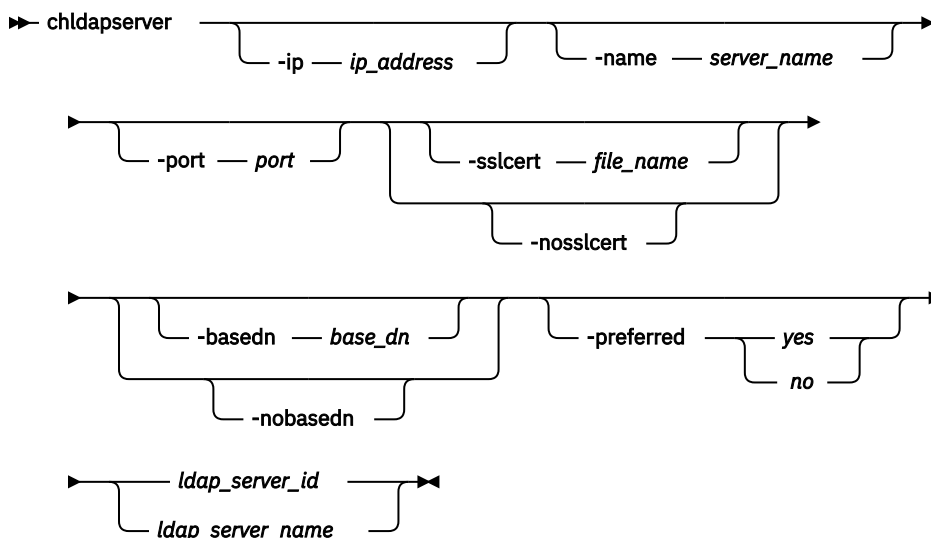 chldapserver
-ip ip_address -name server_name
-port port -sslcert file_name
-nosslcert
-basedn base_dn -preferred yes
no
-nobasedn
ldap_server_id
ldap_server_name